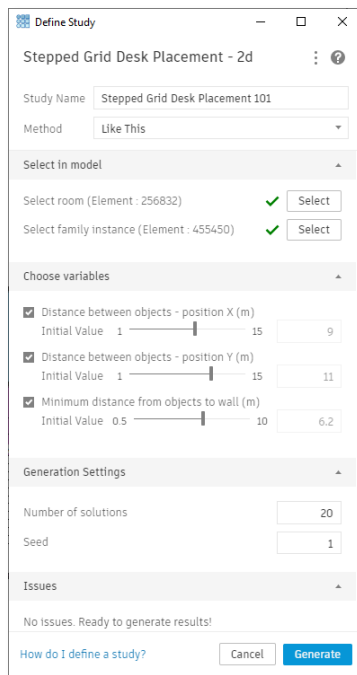 Define Study
Stepped Grid Desk Placement - 2d
Study Name Stepped Grid Desk Placement 101
Method Like This
Select in model
Select room (Element : 256832) Select
Select family instance (Element : 455450) Select
Choose variables
Distance between objects - position X (m)
Initial Value 1 15 9
Distance between objects - position Y (m)
Initial Value 1 15 11
Minimum distance from objects to wall (m)
Initial Value 0.5 10 6.2
Generation Settings
Number of solutions 20
Seed 1
Issues
No issues. Ready to generate results!
How do I define a study? Cancel Generate